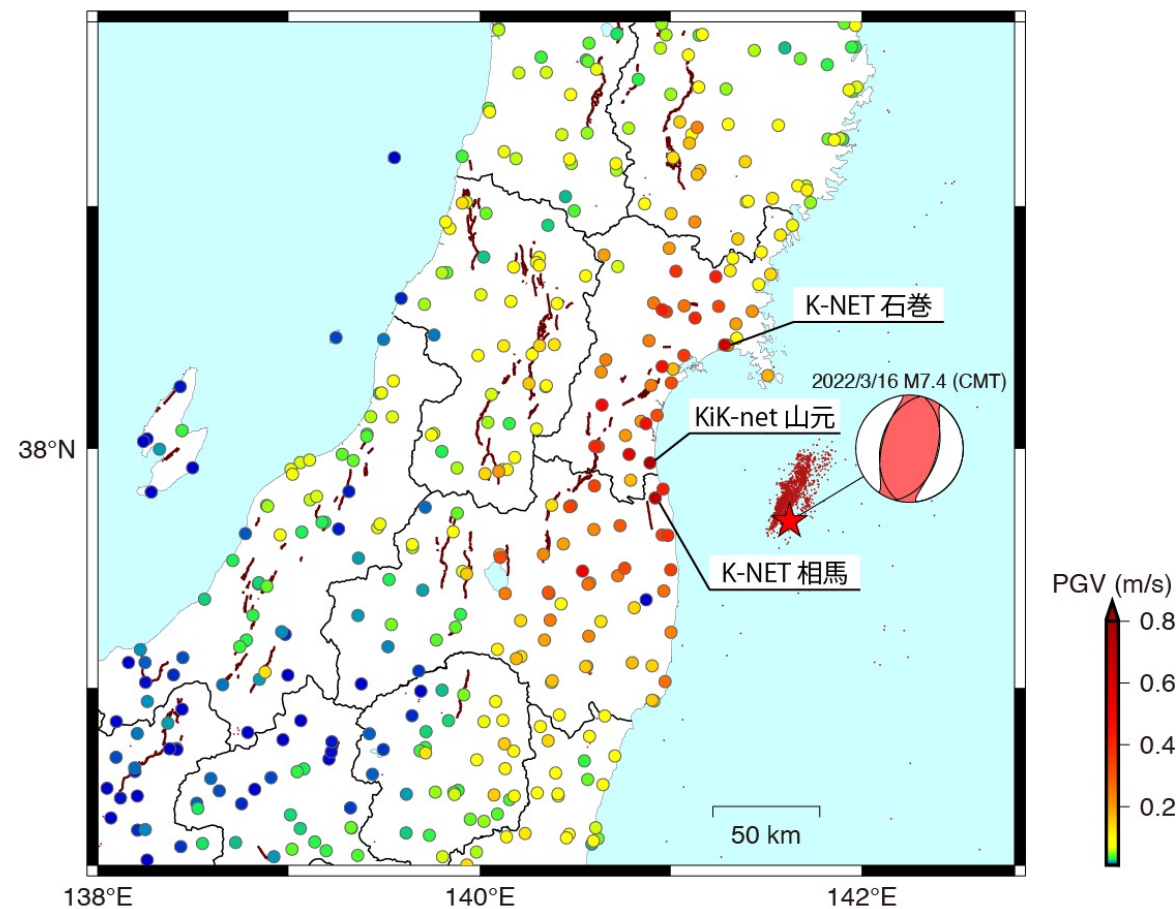 K-NET 石巻
2022/3/16 M7.4 (CMT)
KiK-net 山元
38°N
K-NET 相馬
PGV (m/s)
0.8
0.6
0.4
0.2
50 km
138°E
140°E
142°E